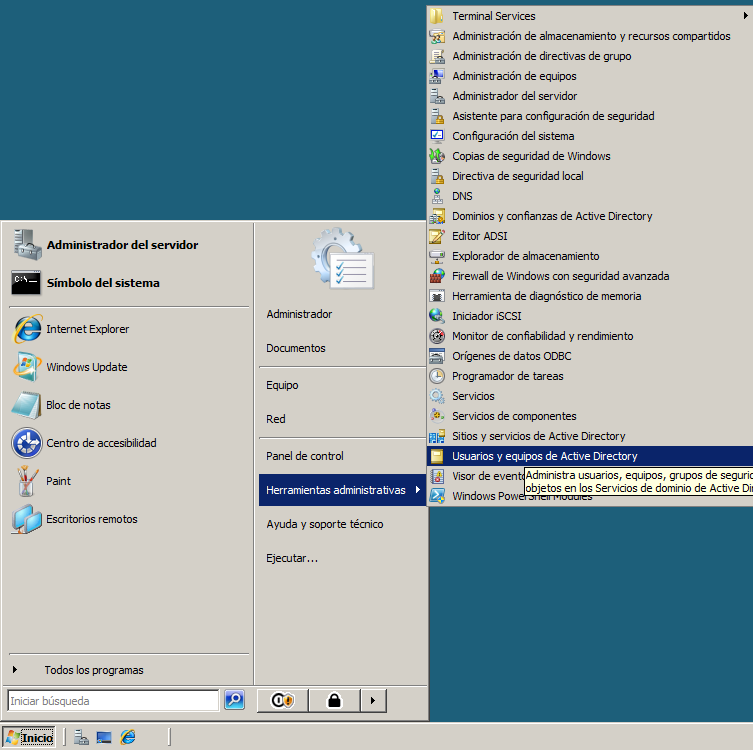 Terminal Services
Administración de almacenamiento y recursos compartidos
Administración de directivas de grupo
Administración de equipos
Administrador del servidor
Asistente para configuración de seguridad
Configuración del sistema
Copias de seguridad de Windows
Directiva de seguridad local
DNS
Dominios y confianzas de Active Directory
Editor ADSI
Explorador de almacenamiento
Firewall de Windows con seguridad avanzada
Herramienta de diagnóstico de memoria
Iniciador iSCSI
Monitor de confiabilidad y rendimiento
Orígenes de datos ODBC
Programador de tareas
Servicios
Servicios de componentes
Sitios y servicios de Active Directory
Usuarios y equipos de Active Directory
Visor de evento
Administra usuarios, equipos, grupos de seguric
objetos en los Servicios de dominio de Active Di
Windows PowerShell Modules
Administrador del servidor
Símbolo del sistema
Internet Explorer
Windows Update
Bloc de notas
Centro de accesibilidad
Paint
Escritorios remotos
Todos los programas
Iniciar búsqueda
Administrador
Documentos
Equipo
Red
Panel de control
Herramientas administrativas
Ayuda y soporte técnico
Ejecutar...
Inicio